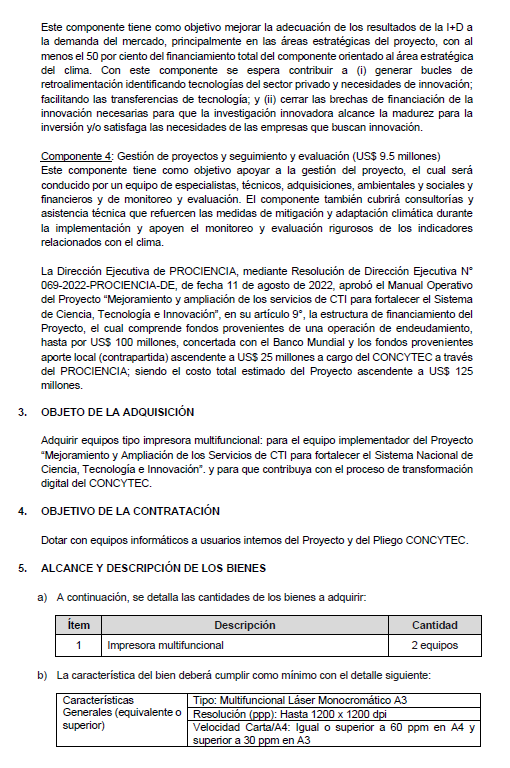 Este componente tiene como objetivo mejorar la adecuación de los resultados de la I+D a
la demanda del mercado, principalmente en las áreas estratégicas del proyecto, con al
menos el 50 por ciento del financiamiento total del componente orientado al área estratégica
del clima. Con este componente se espera contribuir a (i) generar bucles de
retroalimentación identificando tecnologías del sector privado y necesidades de innovación;
facilitando las transferencias de tecnología; y (ii) cerrar las brechas de financiación de la
innovación necesarias para que la investigación innovadora alcance la madurez para la
inversión y/o satisfaga las necesidades de las empresas que buscan innovación.
Componente 4: Gestión de proyectos y seguimiento y evaluación (US$ 9.5 millones)
Este componente tiene como objetivo apoyar a la gestión del proyecto, el cual será
conducido por un equipo de especialistas, técnicos, adquisiciones, ambientales y sociales y
financieros y de monitoreo y evaluación. El componente también cubrirá consultorías y
asistencia técnica que refuercen las medidas de mitigación y adaptación climática durante
la implementación y apoyen el monitoreo y evaluación rigurosos de los indicadores
relacionados con el clima.
La Dirección Ejecutiva de PROCIENCIA, mediante Resolución de Dirección Ejecutiva N°
069-2022-PROCIENCIA-DE, de fecha 11 de agosto de 2022, aprobó el Manual Operativo
del Proyecto "Mejoramiento y ampliación de los servicios de CTI para fortalecer el Sistema
de Ciencia, Tecnología e Innovación", en su artículo 9°, la estructura de financiamiento del
Proyecto, el cual comprende fondos provenientes de una operación de endeudamiento,
hasta por US$ 100 millones, concertada con el Banco Mundial y los fondos provenientes
aporte local (contrapartida) ascendente a US$ 25 millones a cargo del CONCYTEC a través
del PROCIENCIA; siendo el costo total estimado del Proyecto ascendente a US$ 125
millones.
3. OBJETO DE LA ADQUISICIÓN
Adquirir equipos tipo impresora multifuncional: para el equipo implementador del Proyecto
"Mejoramiento y Ampliación de los Servicios de CTI para fortalecer el Sistema Nacional de
Ciencia, Tecnología e Innovación". y para que contribuya con el proceso de transformación
digital del CONCYTEC.
4. OBJETIVO DE LA CONTRATACIÓN
Dotar con equipos informáticos a usuarios internos del Proyecto y del Pliego CONCYTEC.
5. ALCANCE Y DESCRIPCIÓN DE LOS BIENES
a) A continuación, se detalla las cantidades de los bienes a adquirir:
Ítem Descripción Cantidad
1 Impresora multifuncional 2 equipos
b) La característica del bien deberá cumplir como mínimo con el detalle siguiente:
Características Tipo: Multifuncional Láser Monocromático A3
Generales (equivalente o Resolución (ppp): Hasta 1200 x 1200 dpi
superior) Velocidad Carta/A4: Igual o superior a 60 ppm en A4 y
superior a 30 ppm en A3